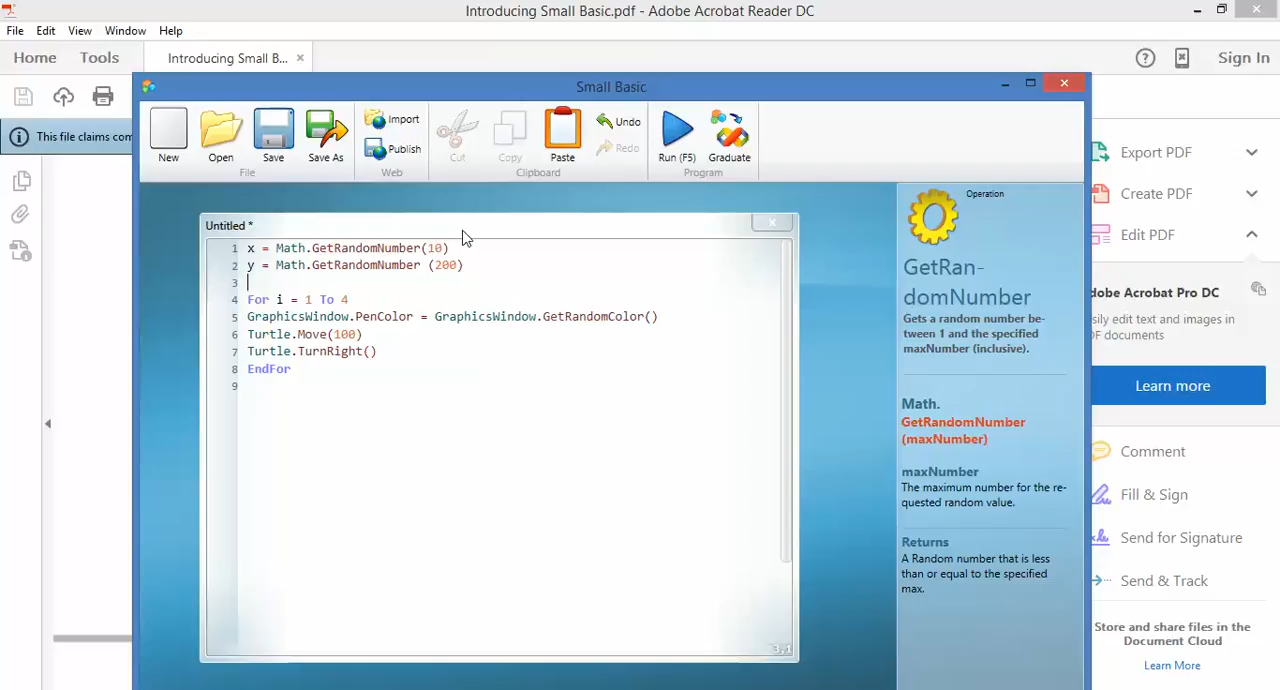 Introducing Small Basic.pdf - Adobe Acrobat Reader DC
File Edit View Window Help
Home Tools Introducing Small B... × Sign In
This file claims com
Small Basic
New Open Save Save As Import Publish Cut Copy Paste Undo Redo Run (F5) Graduate
File Web Clipboard Program
Untitled *
1 x = Math.GetRandomNumber(10)
2 y = Math.GetRandomNumber (200)
3
4 For i = 1 To 4
5 GraphicsWindow.PenColor = GraphicsWindow.GetRandomColor()
6 Turtle.Move(100)
7 Turtle.TurnRight()
8 EndFor
9
3,1
Operation
GetRan-
domNumber
Gets a random number be-
tween 1 and the specified
maxNumber (inclusive).
Math.
GetRandomNumber
(maxNumber)
maxNumber
The maximum number for the re-
quested random value.
Returns
A Random number that is less
than or equal to the specified
max.
Export PDF
Create PDF
Edit PDF
dobe Acrobat Pro DC
sily edit text and images in
DF documents
Learn more
Comment
Fill & Sign
Send for Signature
Send & Track
Store and share files in the
Document Cloud
Learn More